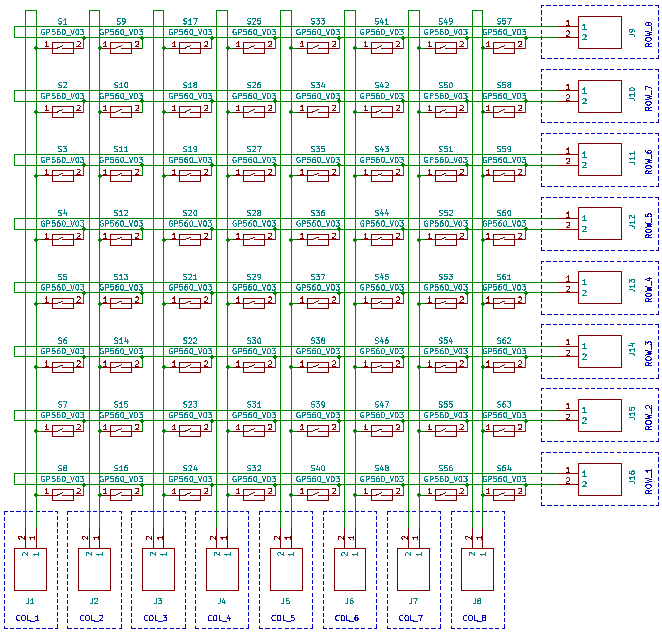 S1 S9 S17 S25 S33 S41 S49 S57
GP560_V03 GP560_V03 GP560_V03 GP560_V03 GP560_V03 GP560_V03 GP560_V03 GP560_V03
1 2 1 2 1 2 1 2 1 2 1 2 1 2 1 2
1 1
2 2
J9
ROW_8
S2 S10 S18 S26 S34 S42 S50 S58
GP560_V03 GP560_V03 GP560_V03 GP560_V03 GP560_V03 GP560_V03 GP560_V03 GP560_V03
1 2 1 2 1 2 1 2 1 2 1 2 1 2 1 2
1 1
2 2
J10
ROW_7
S3 S11 S19 S27 S35 S43 S51 S59
GP560_V03 GP560_V03 GP560_V03 GP560_V03 GP560_V03 GP560_V03 GP560_V03 GP560_V03
1 2 1 2 1 2 1 2 1 2 1 2 1 2 1 2
1 1
2 2
J11
ROW_6
S4 S12 S20 S28 S36 S44 S52 S60
GP560_V03 GP560_V03 GP560_V03 GP560_V03 GP560_V03 GP560_V03 GP560_V03 GP560_V03
1 2 1 2 1 2 1 2 1 2 1 2 1 2 1 2
1 1
2 2
J12
ROW_5
S5 S13 S21 S29 S37 S45 S53 S61
GP560_V03 GP560_V03 GP560_V03 GP560_V03 GP560_V03 GP560_V03 GP560_V03 GP560_V03
1 2 1 2 1 2 1 2 1 2 1 2 1 2 1 2
1 1
2 2
J13
ROW_4
S6 S14 S22 S30 S38 S46 S54 S62
GP560_V03 GP560_V03 GP560_V03 GP560_V03 GP560_V03 GP560_V03 GP560_V03 GP560_V03
1 2 1 2 1 2 1 2 1 2 1 2 1 2 1 2
1 1
2 2
J14
ROW_3
S7 S15 S23 S31 S39 S47 S55 S63
GP560_V03 GP560_V03 GP560_V03 GP560_V03 GP560_V03 GP560_V03 GP560_V03 GP560_V03
1 2 1 2 1 2 1 2 1 2 1 2 1 2 1 2
1 1
2 2
J15
ROW_2
S8 S16 S24 S32 S40 S48 S56 S64
GP560_V03 GP560_V03 GP560_V03 GP560_V03 GP560_V03 GP560_V03 GP560_V03 GP560_V03
1 2 1 2 1 2 1 2 1 2 1 2 1 2 1 2
1 1
2 2
J16
ROW_1
2 1 2 1 2 1 2 1 2 1 2 1 2 1 2 1
2 1 2 1 2 1 2 1 2 1 2 1 2 1 2 1
J1 J2 J3 J4 J5 J6 J7 J8
COL_1 COL_2 COL_3 COL_4 COL_5 COL_6 COL_7 COL_8